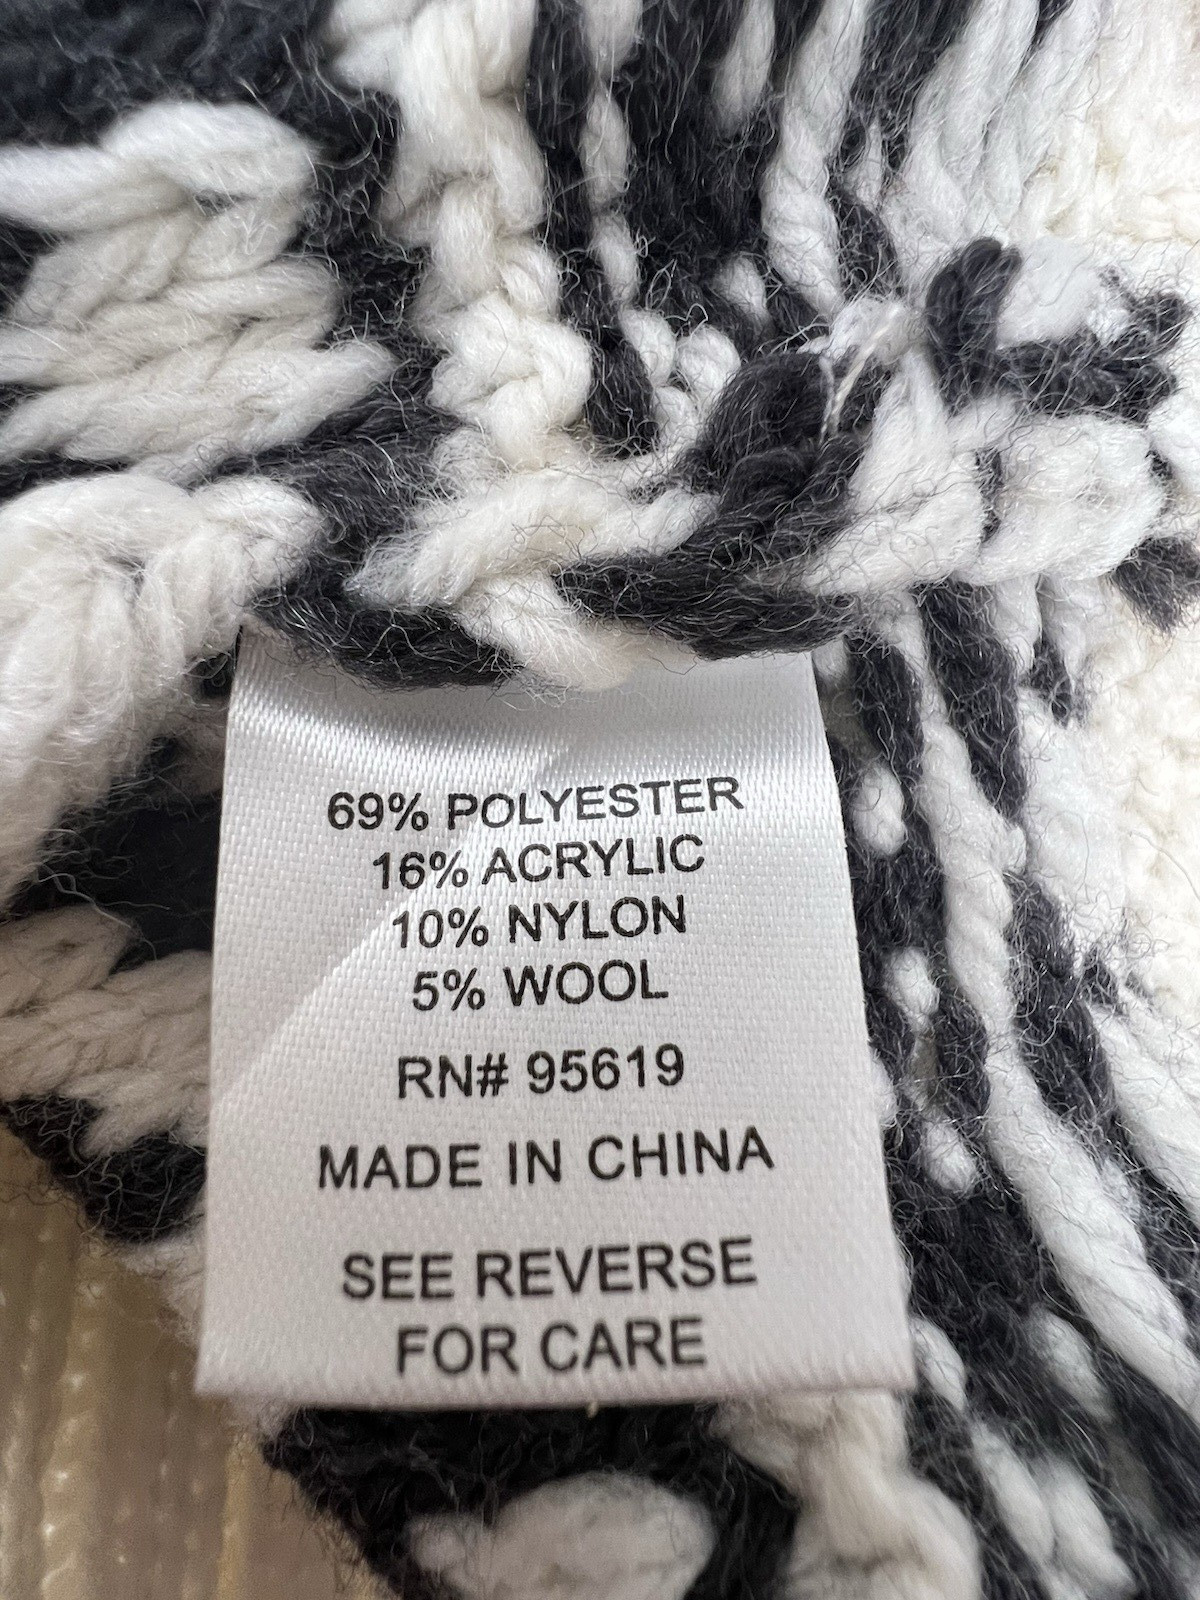 69% POLYESTER
16% ACRYLIC
10% NYLON
5% WOOL
RN# 95619
MADE IN CHINA
SEE REVERSE
FOR CARE